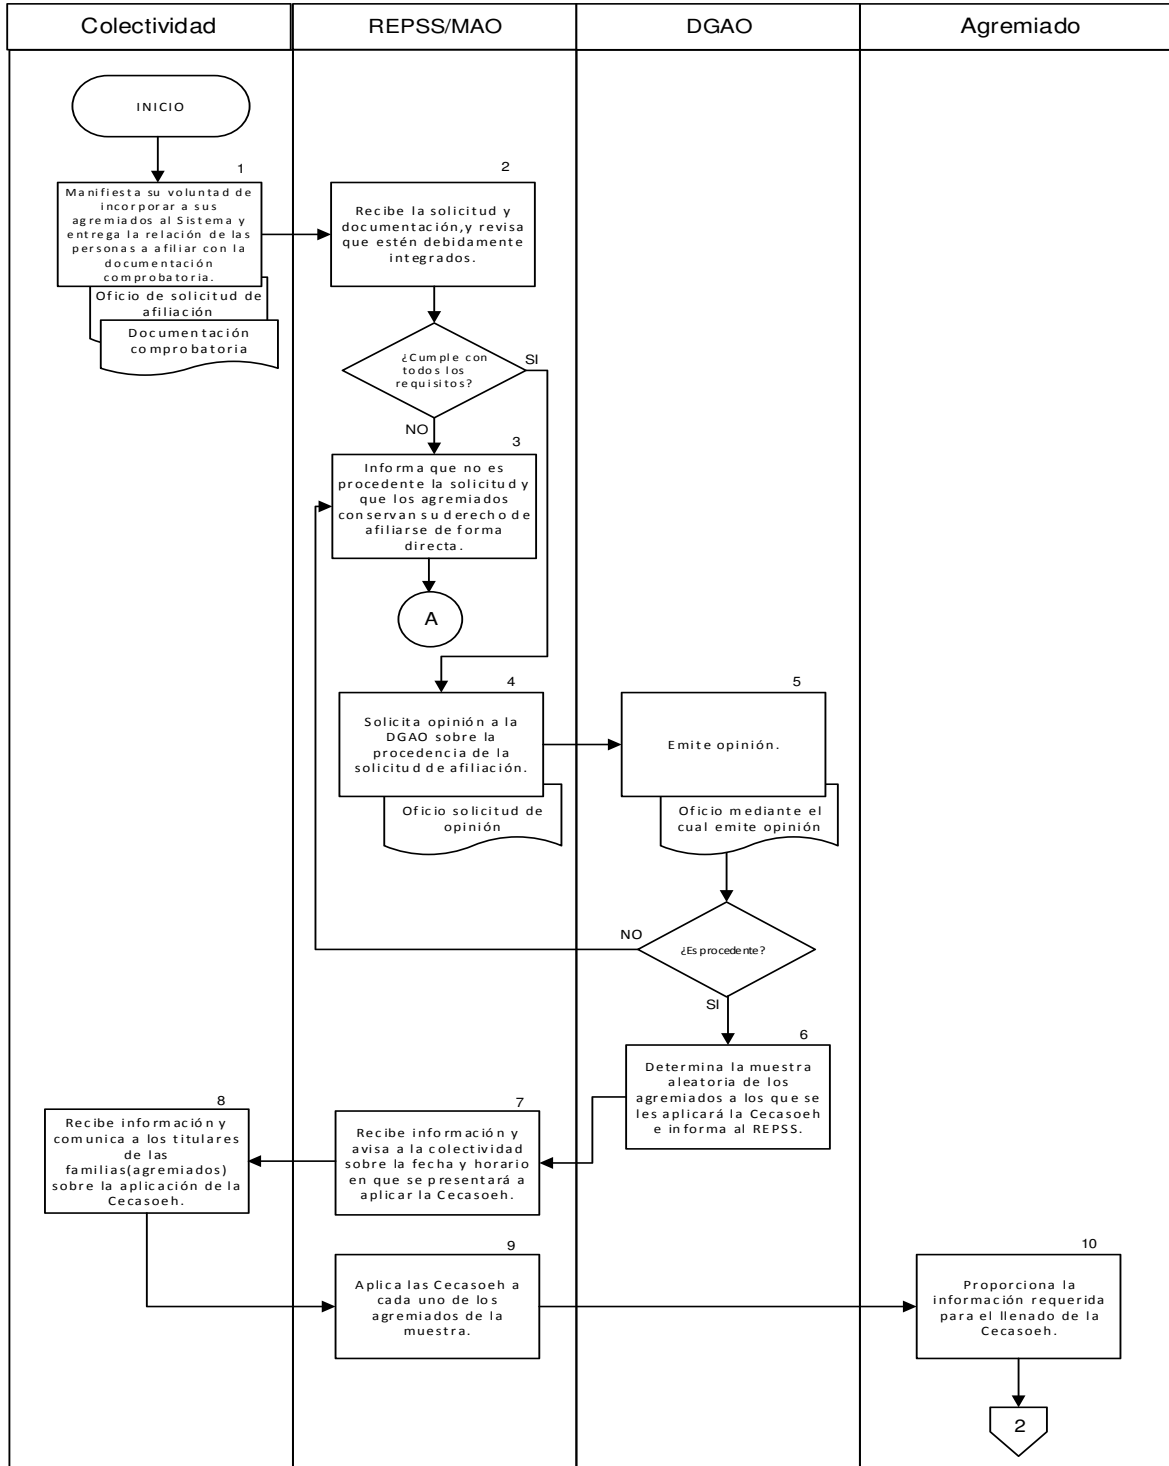 Colectividad
REPSS/MAO
DGAO
Agremiado
INICIO
1
Manifiesta su voluntad de
incorporar a sus
agremiados al Sistema y
entrega la relación de las
personas a afiliar con la
documentación
comprobatoria.
Oficio de solicitud de
afiliación
Documentación
comprobatoria
2
Recibe la solicitud y
documentación,y revisa
que estén debidamente
integrados.
¿Cumple con
todos los
requisitos?
SI
NO
3
Informa que no es
procedente la solicitud y
que los agremiados
conservan su derecho de
afiliarse de forma
directa.
A
4
Solicita opinión a la
DGAO sobre la
procedencia de la
solicitud de afiliación.
Oficio solicitud de
opinión
5
Emite opinión.
Oficio mediante el
cual emite opinión
¿Es procedente?
NO
SI
6
Determina la muestra
aleatoria de los
agremiados a los que se
les aplicará la Cecasoeh
e informa al REPSS.
7
Recibe información y
avisa a la colectividad
sobre la fecha y horario
en que se presentará a
aplicar la Cecasoeh.
8
Recibe información y
comunica a los titulares
de las
familias(agremiados)
sobre la aplicación de la
Cecasoeh.
9
Aplica las Cecasoeh a
cada uno de los
agremiados de la
muestra.
10
Proporciona la
información requerida
para el llenado de la
Cecasoeh.
2